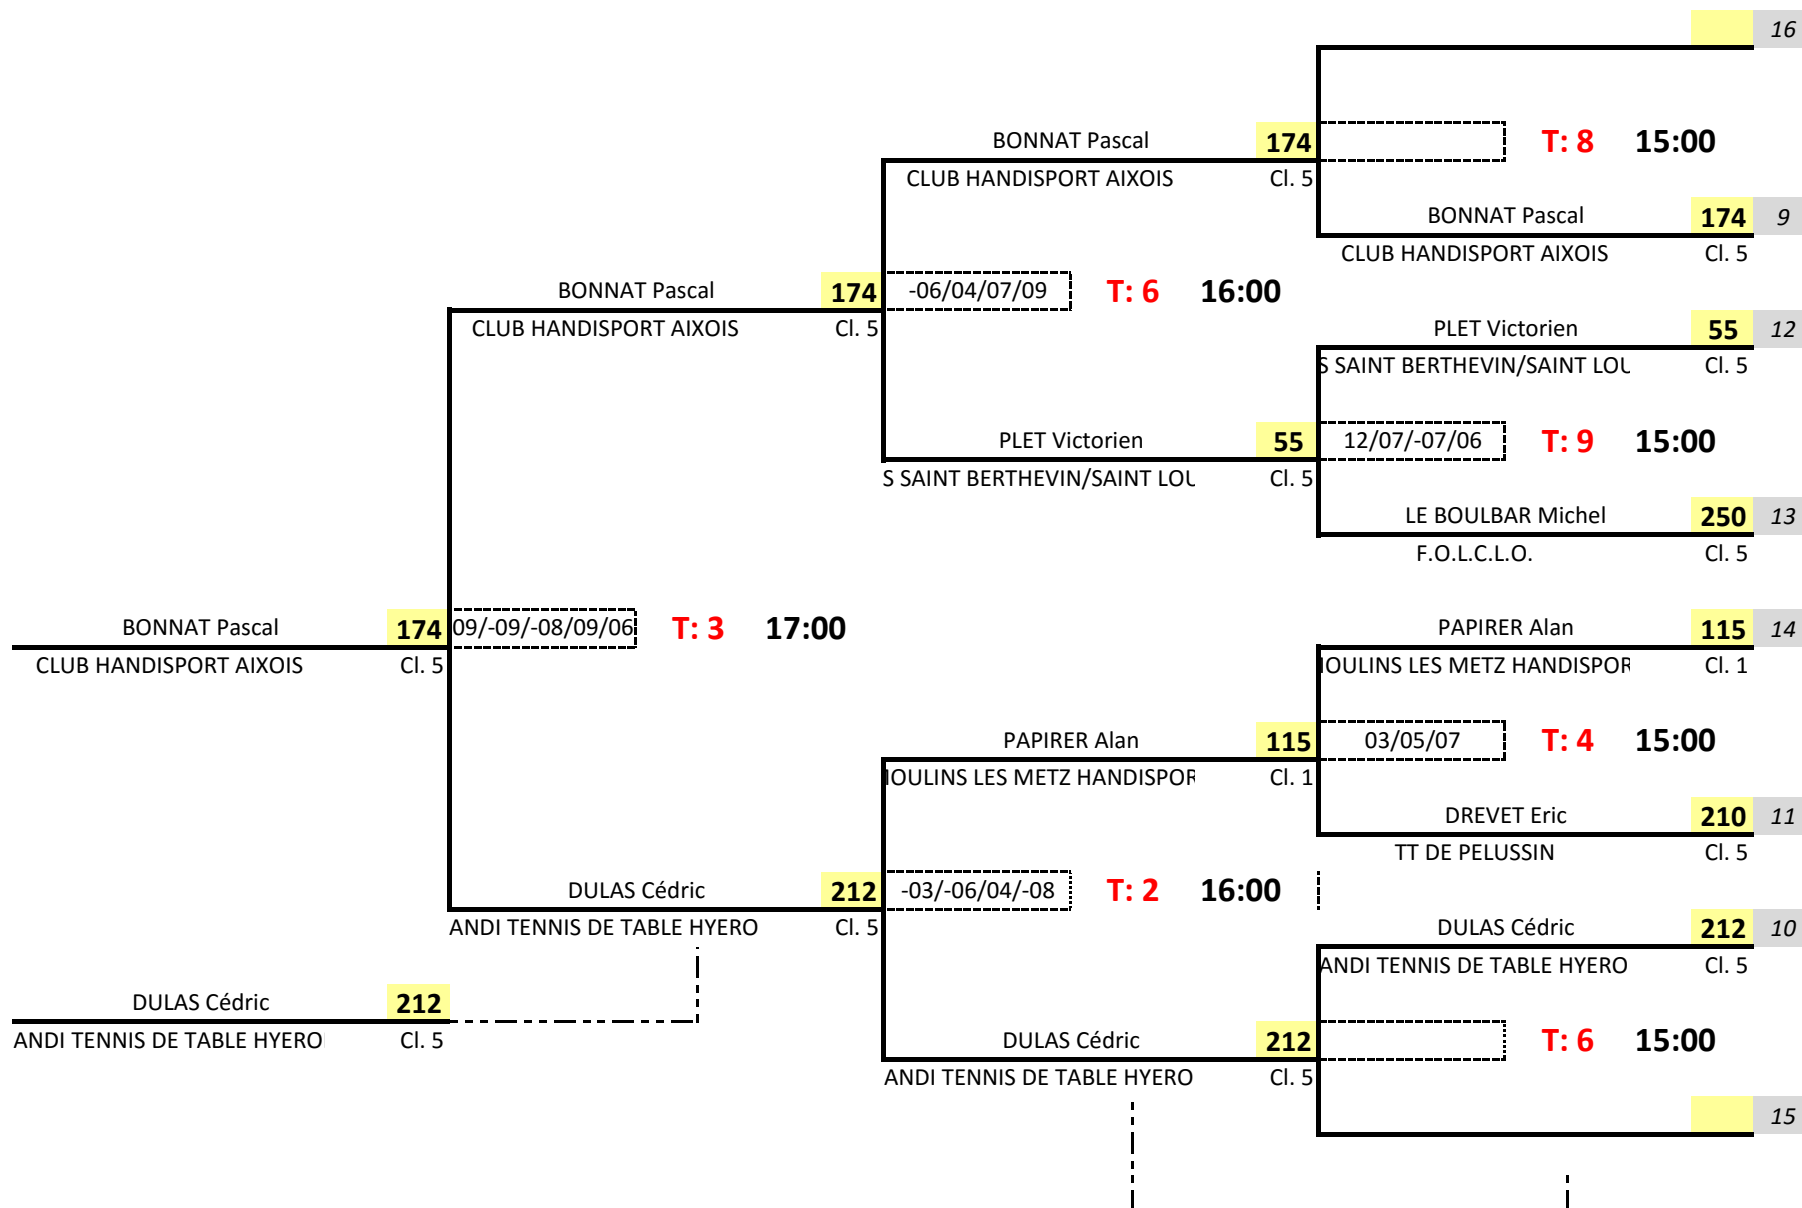 16
BONNAT Pascal 174 T: 8 15:00
CLUB HANDISPORT AIXOIS Cl. 5
BONNAT Pascal 174 9
CLUB HANDISPORT AIXOIS Cl. 5
BONNAT Pascal 174 -06/04/07/09 T: 6 16:00
CLUB HANDISPORT AIXOIS Cl. 5
PLET Victorien 55 12
S SAINT BERTHEVIN/SAINT LOU Cl. 5
PLET Victorien 55 12/07/-07/06 T: 9 15:00
S SAINT BERTHEVIN/SAINT LOU Cl. 5
LE BOULBAR Michel 250 13
F.O.L.C.L.O. Cl. 5
BONNAT Pascal 174 09/-09/-08/09/06 T: 3 17:00
CLUB HANDISPORT AIXOIS Cl. 5
PAPIRER Alan 115 14
OULINS LES METZ HANDISPOR Cl. 1
PAPIRER Alan 115 03/05/07 T: 4 15:00
OULINS LES METZ HANDISPOR Cl. 1
DREVET Eric 210 11
TT DE PELUSSIN Cl. 5
DULAS Cédric 212 -03/-06/04/-08 T: 2 16:00
ANDI TENNIS DE TABLE HYERO Cl. 5
DULAS Cédric 212 10
ANDI TENNIS DE TABLE HYERO Cl. 5
DULAS Cédric 212
ANDI TENNIS DE TABLE HYERO Cl. 5
DULAS Cédric 212 T: 6 15:00
ANDI TENNIS DE TABLE HYERO Cl. 5
15